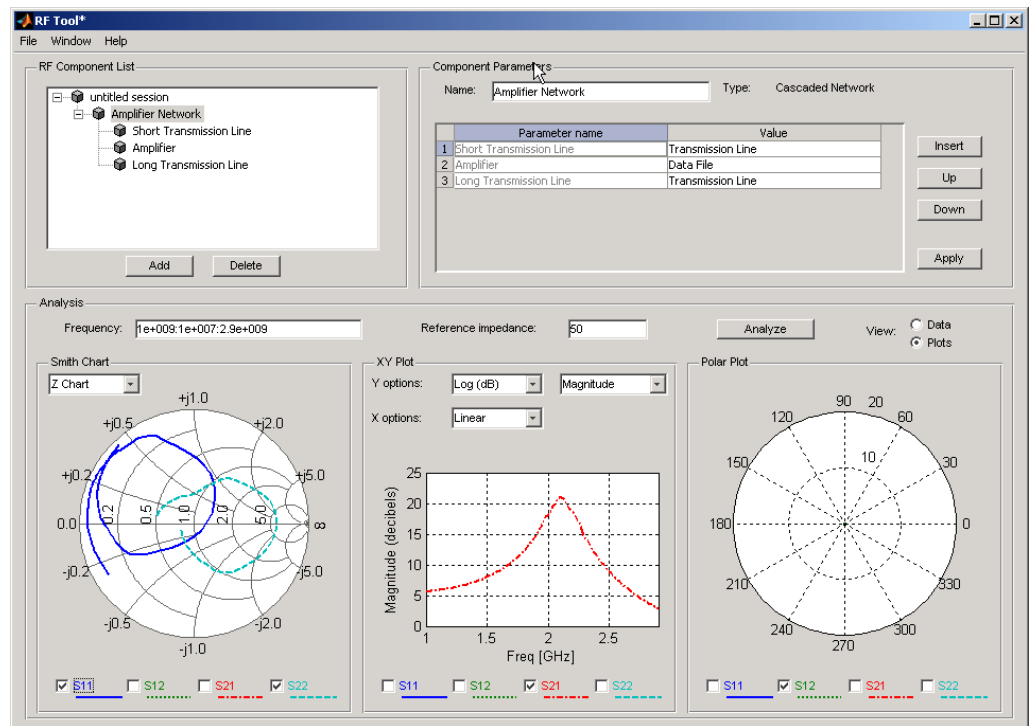 RF Tool*
File Window Help
RF Component List
untitled session
Amplifier Network
Short Transmission Line
Amplifier
Long Transmission Line
Add Delete
Component Parameters
Name: Amplifier Network Type: Cascaded Network
Parameter name Value
1 Short Transmission Line Transmission Line
2 Amplifier Data File
3 Long Transmission Line Transmission Line
Insert
Up
Down
Apply
Analysis
Frequency: 1e+009:1e+007:2.9e+009 Reference impedance: 50 Analyze View: Data
Plots
Smith Chart
Z Chart
+j1.0
+j0.5 +j2.0
+j0.2 +j5.0
0.0 0.2 0.5 1.0 2.0 5.0 ∞
-j0.2 -j5.0
-j0.5 -j2.0
-j1.0
S11 S12 S21 S22
XY Plot
Y options: Log (dB) Magnitude
X options: Linear
Magnitude (decibels)
25
20
15
10
5
0
1 1.5 2 2.5
Freq [GHz]
S11 S12 S21 S22
Polar Plot
90 20
120 60
150 10 30
180 0
210 330
240 300
270
S11 S12 S21 S22